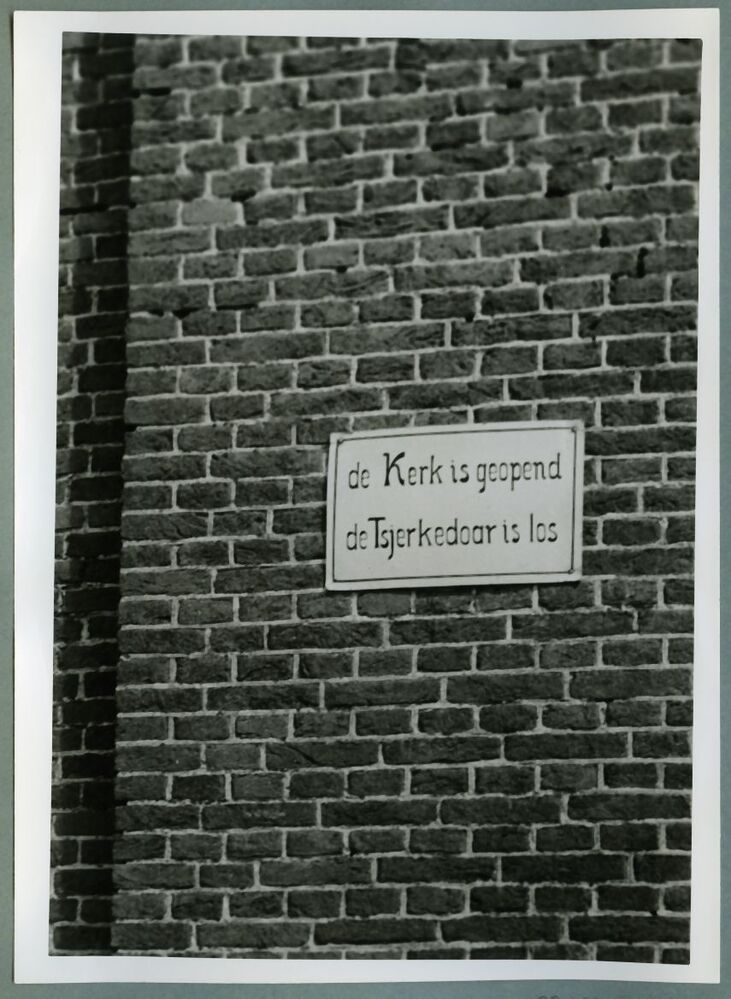 de Kerk is geopend
de Tsjerkedoar is los